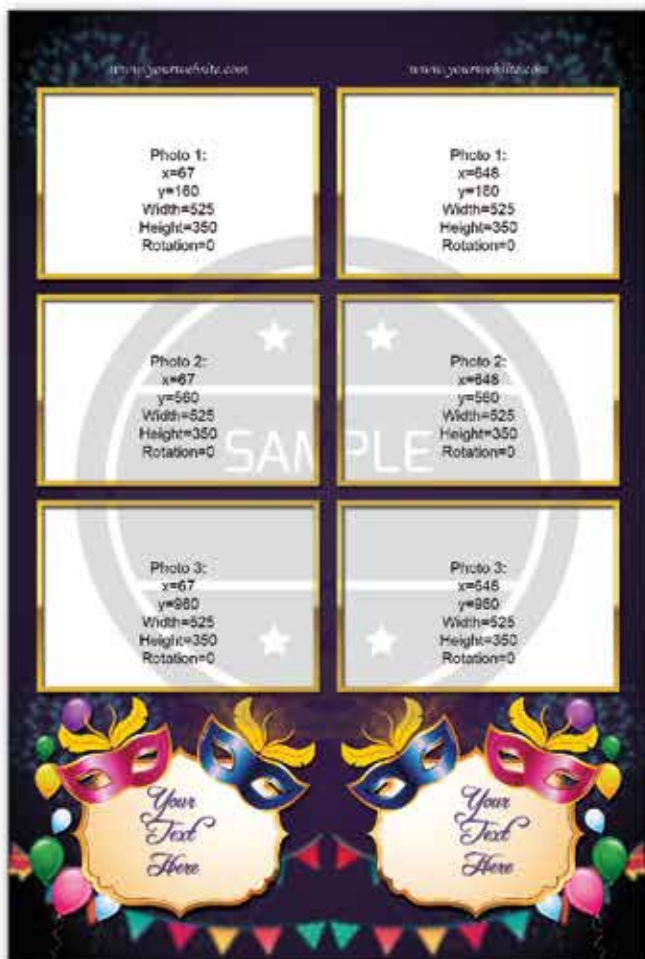 www.yourwebsite.com
www.yourwebsite.com
Photo 1:
x=67
y=160
Width=525
Height=350
Rotation=0
Photo 1:
x=648
y=160
Width=525
Height=350
Rotation=0
Photo 2:
x=67
y=560
Width=525
Height=350
Rotation=0
Photo 2:
x=648
y=560
Width=525
Height=350
Rotation=0
SAMPLE
Photo 3:
x=67
y=960
Width=525
Height=350
Rotation=0
Photo 3:
x=648
y=960
Width=525
Height=350
Rotation=0
Your
Text
Here
Your
Text
Here